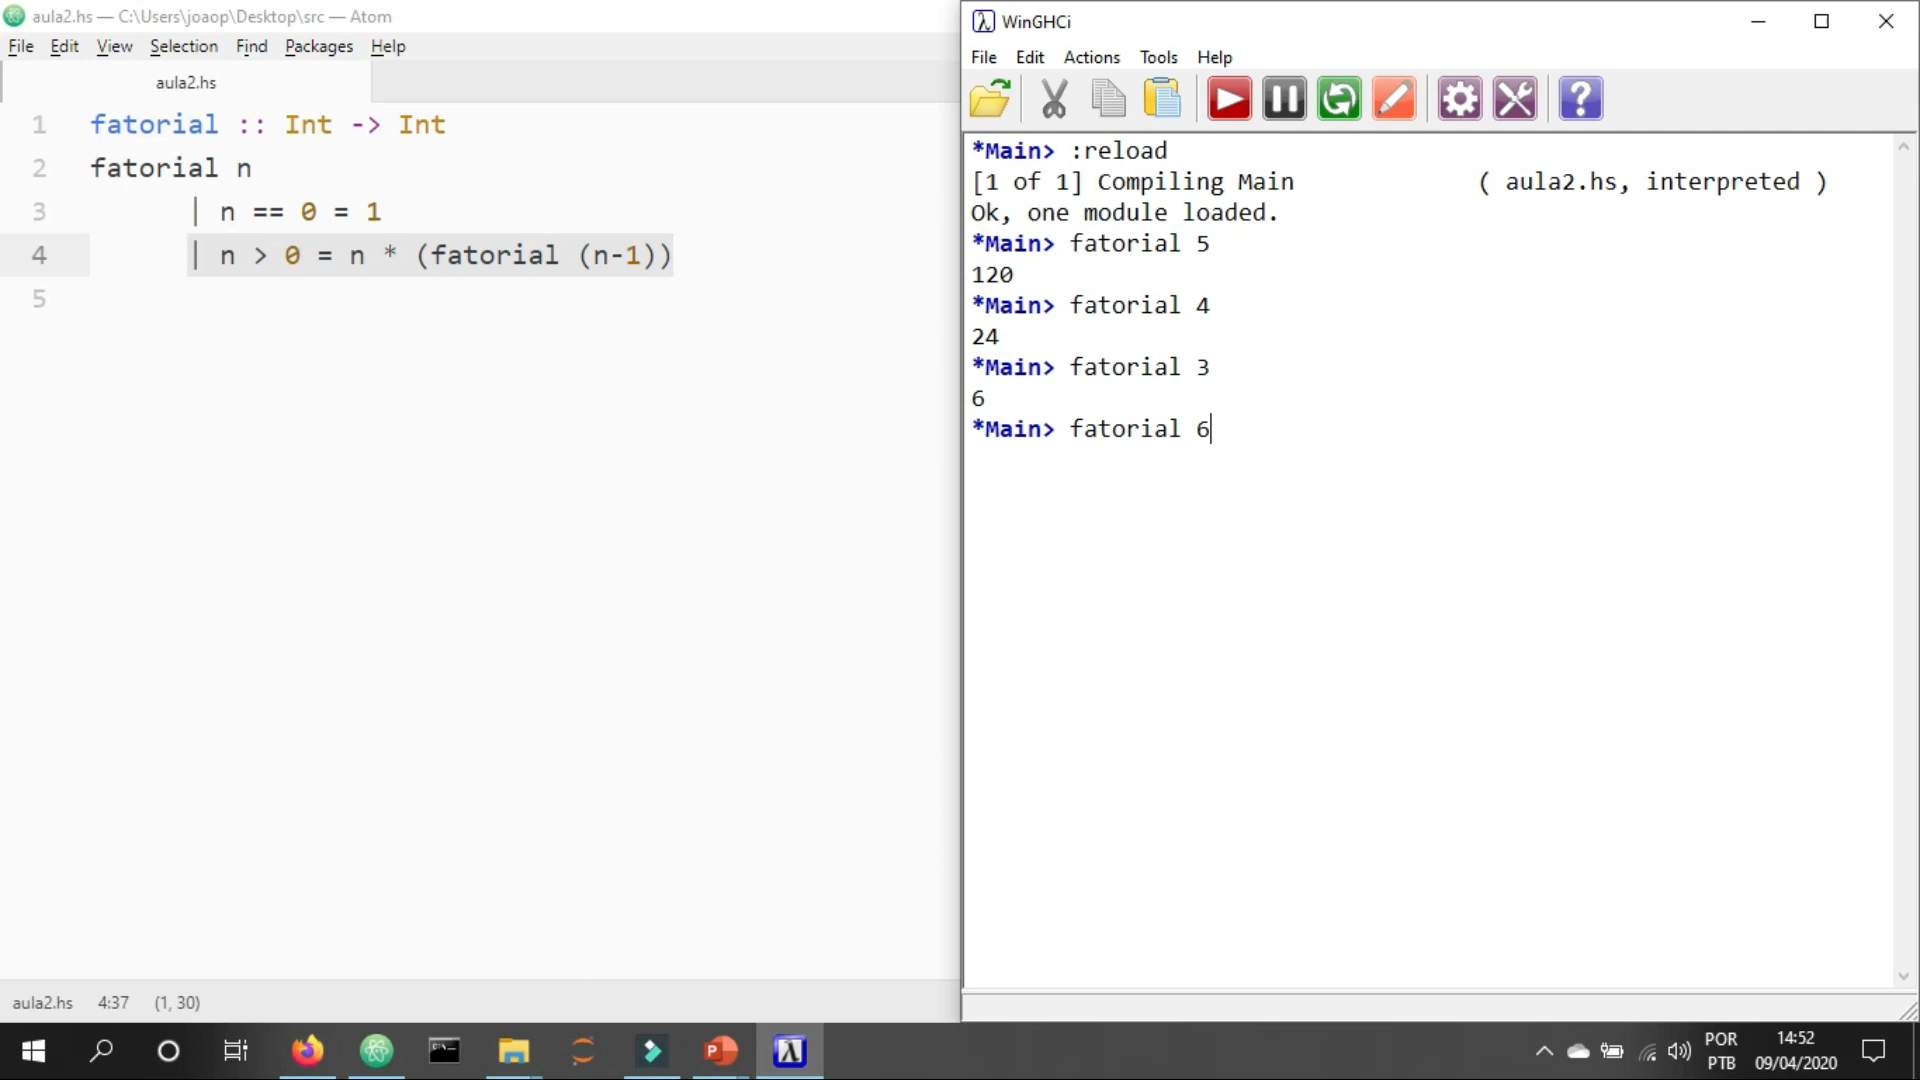 aula2.hs — C:\Users\joaop\Desktop\src — Atom
File Edit View Selection Find Packages Help
aula2.hs
1 fatorial :: Int -> Int
2 fatorial n
3 | n == 0 = 1
4 | n > 0 = n * (fatorial (n-1))
5
aula2.hs 4:37 (1, 30)
WinGHCi
File Edit Actions Tools Help
*Main> :reload
[1 of 1] Compiling Main ( aula2.hs, interpreted )
Ok, one module loaded.
*Main> fatorial 5
120
*Main> fatorial 4
24
*Main> fatorial 3
6
*Main> fatorial 6
POR 14:52
PTB 09/04/2020